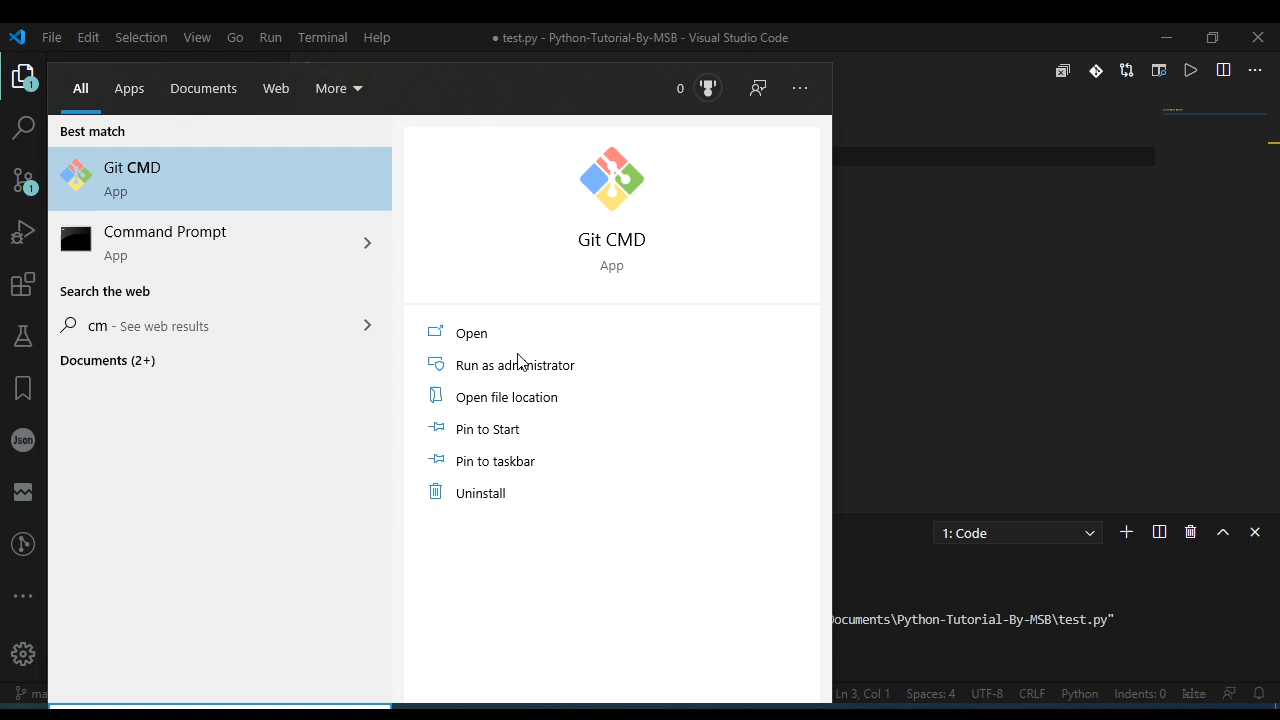 File Edit Selection View Go Run Terminal Help
● test.py - Python-Tutorial-By-MSB - Visual Studio Code
1
All Apps Documents Web More
0
Best match
Git CMD
App
1
Command Prompt
App
Search the web
cm - See web results
Documents (2+)
Git CMD
App
Open
Run as administrator
Open file location
Pin to Start
Pin to taskbar
Uninstall
Json
1: Code
ocuments\Python-Tutorial-By-MSB\test.py"
Ln 3, Col 1 Spaces: 4 UTF-8 CRLF Python Indents: 0 kite